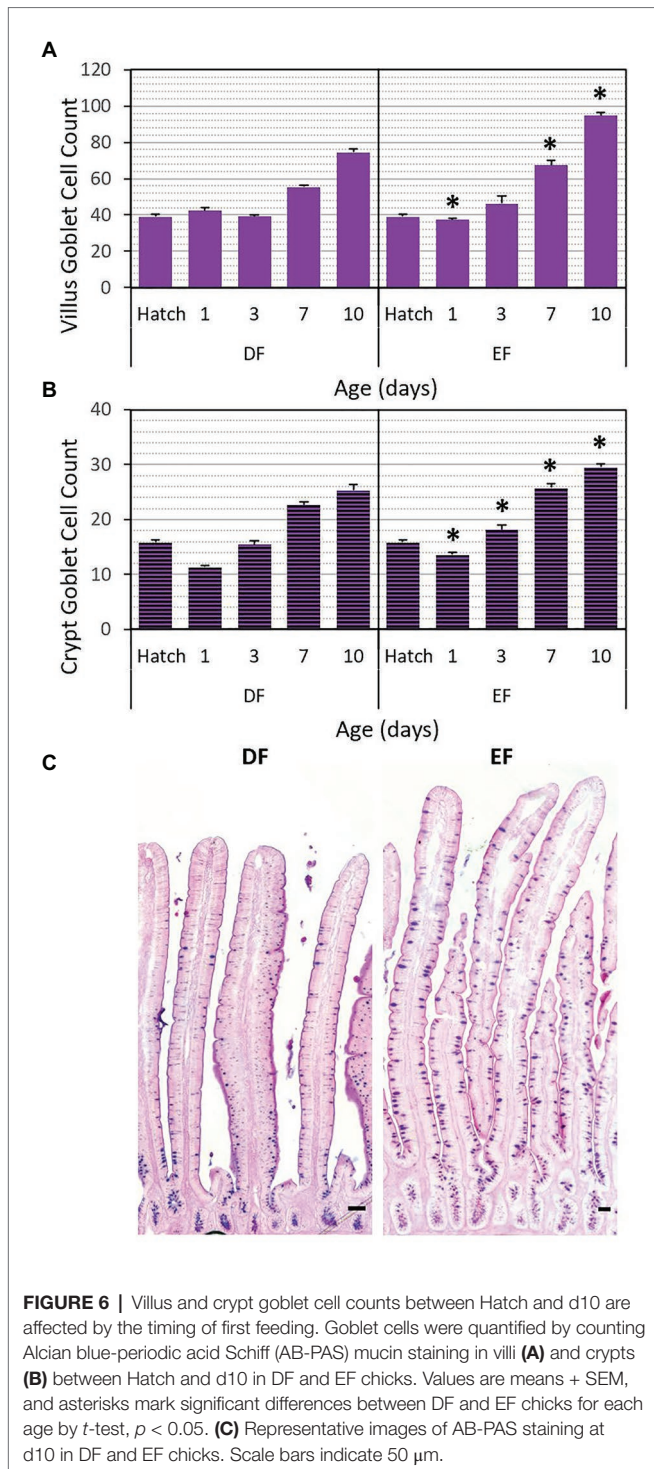 A
120
100
80
60
40
20
0
Villus Goblet Cell Count
* * *
Hatch 1 3 7 10 Hatch 1 3 7 10
DF EF
Age (days)
B
40
30
20
10
0
Crypt Goblet Cell Count
* * * *
Hatch 1 3 7 10 Hatch 1 3 7 10
DF EF
Age (days)
C
DF EF
FIGURE 6 | Villus and crypt goblet cell counts between Hatch and d10 are
affected by the timing of first feeding. Goblet cells were quantified by counting
Alcian blue-periodic acid Schiff (AB-PAS) mucin staining in villi (A) and crypts
(B) between Hatch and d10 in DF and EF chicks. Values are means + SEM,
and asterisks mark significant differences between DF and EF chicks for each
age by t-test, p < 0.05. (C) Representative images of AB-PAS staining at
d10 in DF and EF chicks. Scale bars indicate 50 μm.